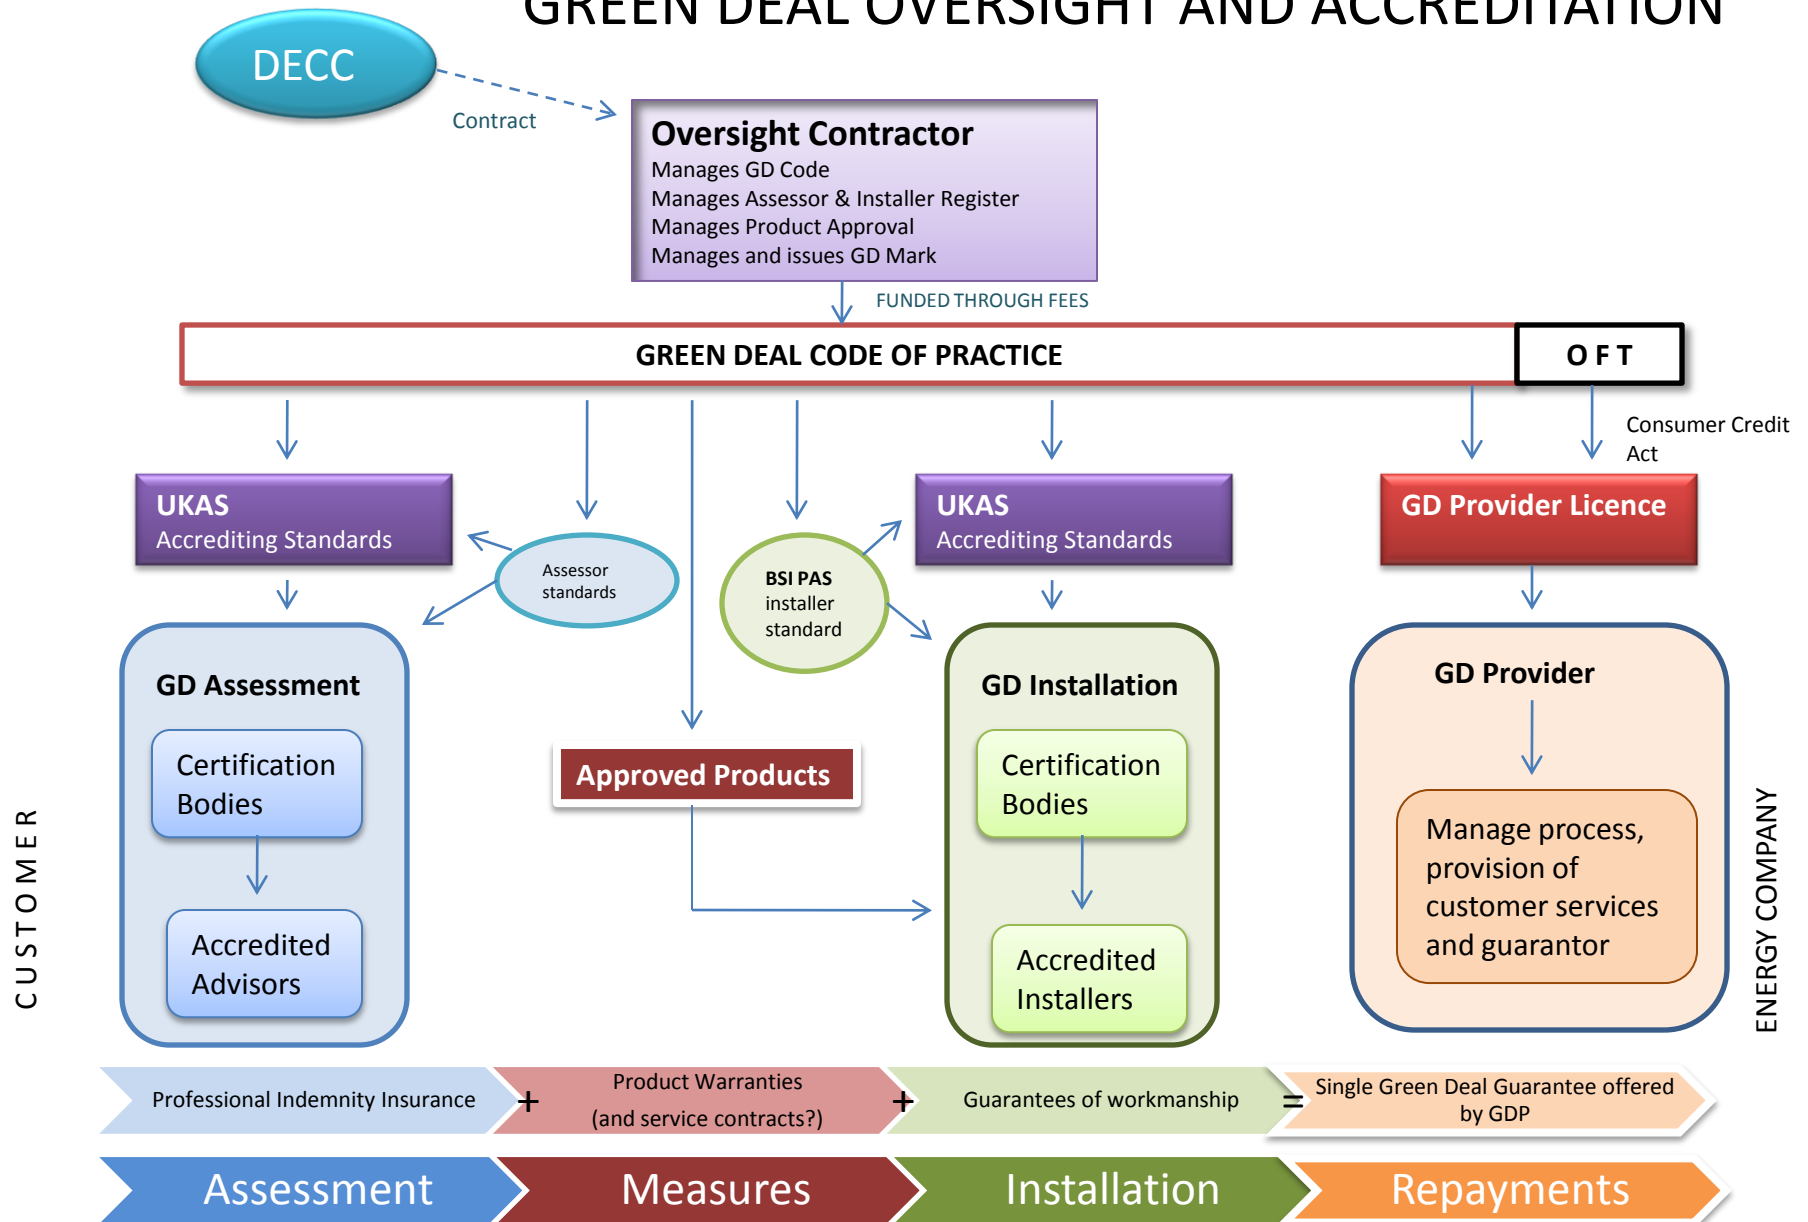 GREEN DEAL OVERSIGHT AND ACCREDITATION
DECC
Contract
Oversight Contractor
Manages GD Code
Manages Assessor & Installer Register
Manages Product Approval
Manages and issues GD Mark
FUNDED THROUGH FEES
GREEN DEAL CODE OF PRACTICE
O F T
Consumer Credit
Act
UKAS
Accrediting Standards
Assessor
standards
BSI PAS
installer
standard
UKAS
Accrediting Standards
GD Provider Licence
GD Assessment
Certification
Bodies
Accredited
Advisors
Approved Products
GD Installation
Certification
Bodies
Accredited
Installers
GD Provider
Manage process,
provision of
customer services
and guarantor
C U S T O M E R
ENERGY COMPANY
Professional Indemnity Insurance
+
Product Warranties
(and service contracts?)
+
Guarantees of workmanship
=
Single Green Deal Guarantee offered
by GDP
Assessment
Measures
Installation
Repayments